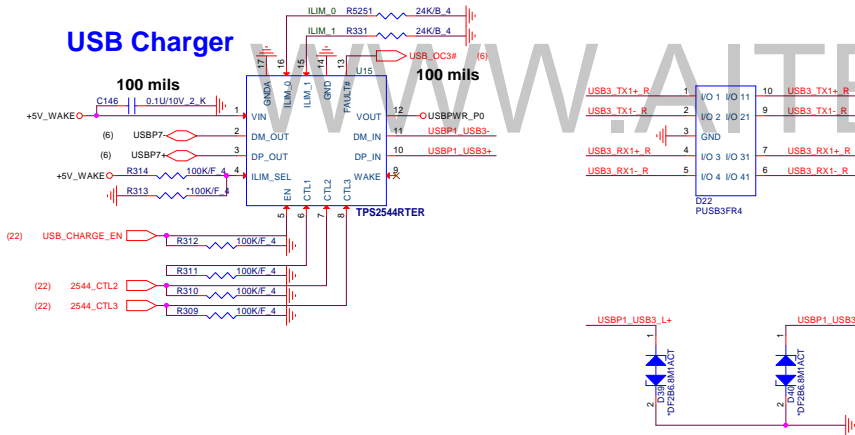 USB Charger
WWW.AITE
ILIM_0 R5251 24K/B_4
ILIM_1 R331 24K/B_4
USB_OC3# (6)
100 mils
100 mils
17 16 15 14 13 U15
GNDA ILIM_0 ILIM_1 GND FAULT#
C146 0.1U/10V_2_K
+5V_WAKE 1 VIN VOUT 12 USBPWR_P0
(6) USBP7- 2 DM_OUT DM_IN 11 USBP1_USB3-
(6) USBP7+ 3 DP_OUT DP_IN 10 USBP1_USB3+
+5V_WAKE R314 100K/F_4 4 ILIM_SEL WAKE 9
R313 *100K/F_4
EN CTL1 CTL2 CTL3
TPS2544RTER
5 6 7 8
(22) USB_CHARGE_EN
R312 100K/F_4
R311 100K/F_4
(22) 2544_CTL2
R310 100K/F_4
(22) 2544_CTL3
R309 100K/F_4
USB3_TX1+_R 1 I/O 1 I/O 11 10 USB3_TX1+_R
USB3_TX1-_R 2 I/O 2 I/O 21 9 USB3_TX1-_R
3 GND
USB3_RX1+_R 4 I/O 3 I/O 31 7 USB3_RX1+_R
USB3_RX1-_R 5 I/O 4 I/O 41 6 USB3_RX1-_R
D22
PUSB3FR4
USBP1_USB3_L+ USBP1_USB3
1 1
D39 *DF2B6.8M1ACT
D40 *DF2B6.8M1ACT
2 2